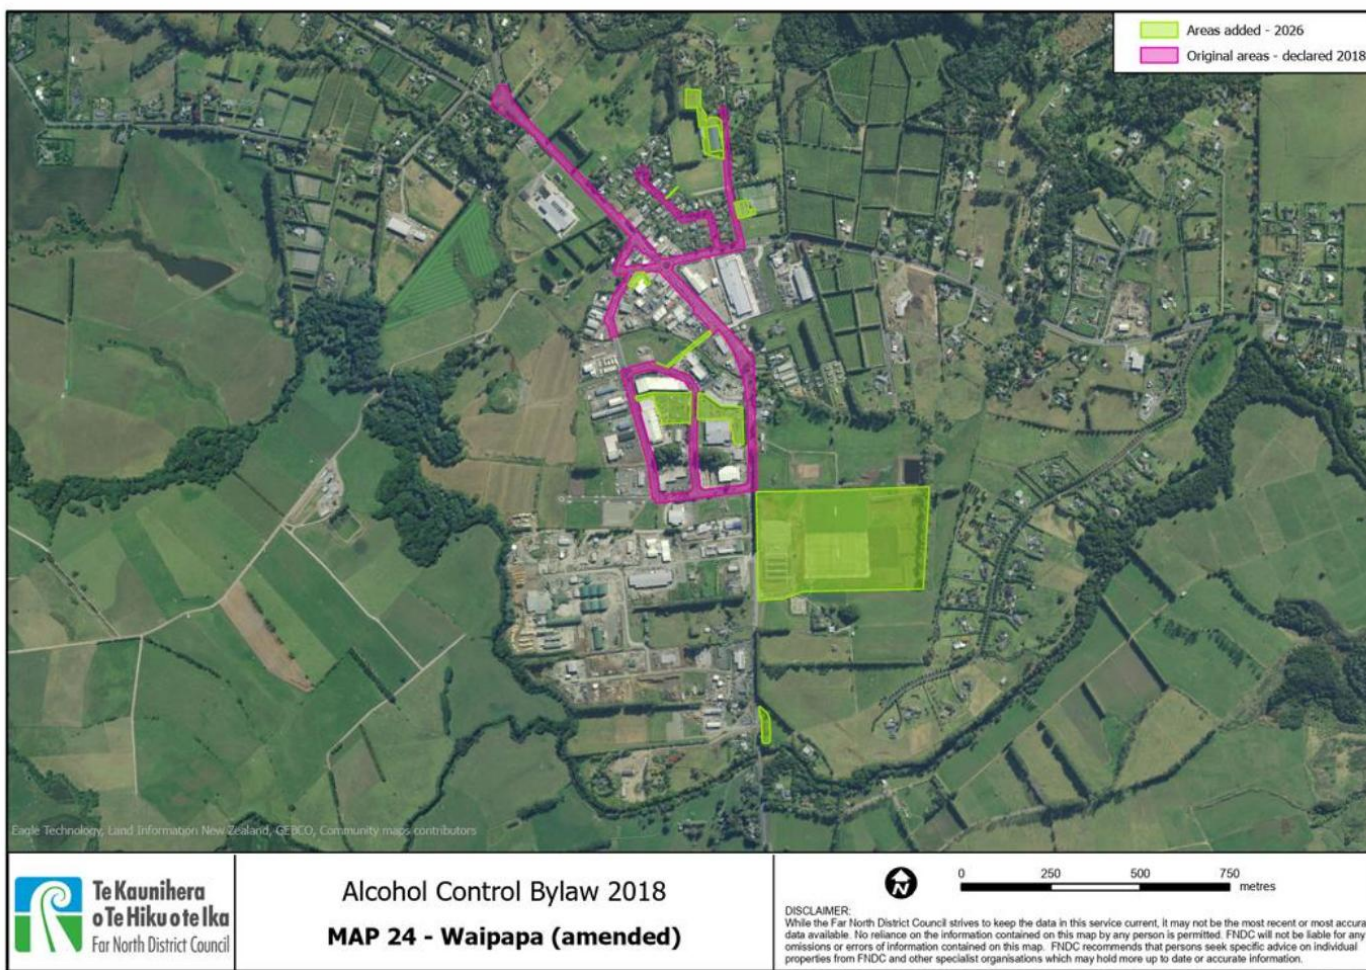 Areas added - 2026
Original areas - declared 2018
Eagle Technology, Land Information New Zealand, GEBCO, Community maps contributors
Te Kaunihera
o Te Hiku o te Ika
Far North District Council
Alcohol Control Bylaw 2018
MAP 24 - Waipapa (amended)
N
0 250 500 750
metres
DISCLAIMER:
While the Far North District Council strives to keep the data in this service current, it may not be the most recent or most accura
data available. No reliance on the information contained on this map by any person is permitted. FNDC will not be liable for any
omissions or errors of information contained on this map. FNDC recommends that persons seek specific advice on individual
properties from FNDC and other specialist organisations which may hold more up to date or accurate information.